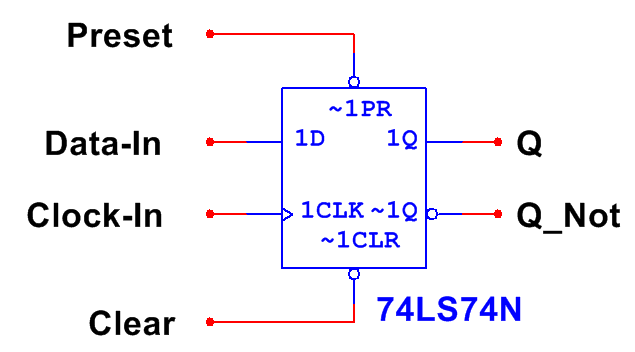 Preset
~1PR
Data-In
1D
1Q
Q
Clock-In
1CLK
~1Q
Q_Not
~1CLR
74LS74N
Clear